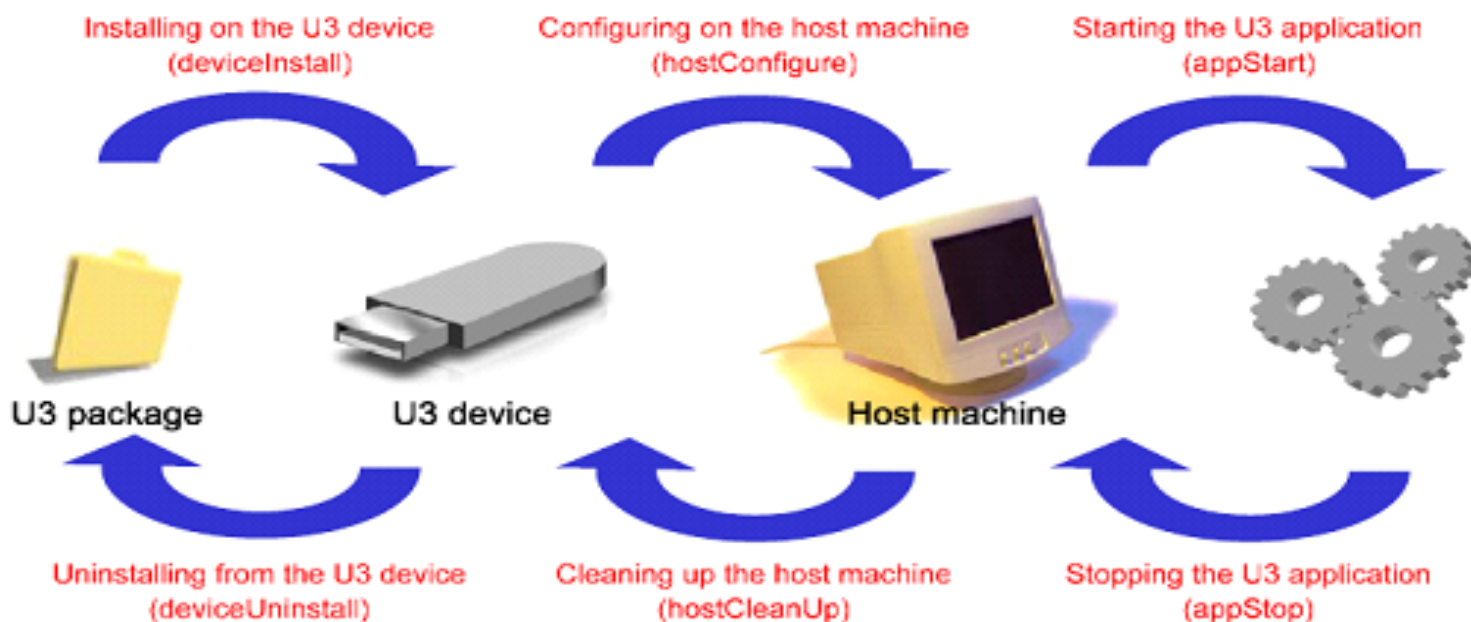 Installing on the U3 device
(deviceInstall)
Configuring on the host machine
(hostConfigure)
Starting the U3 application
(appStart)
U3 package
U3 device
Host machine
Uninstalling from the U3 device
(deviceUninstall)
Cleaning up the host machine
(hostCleanUp)
Stopping the U3 application
(appStop)